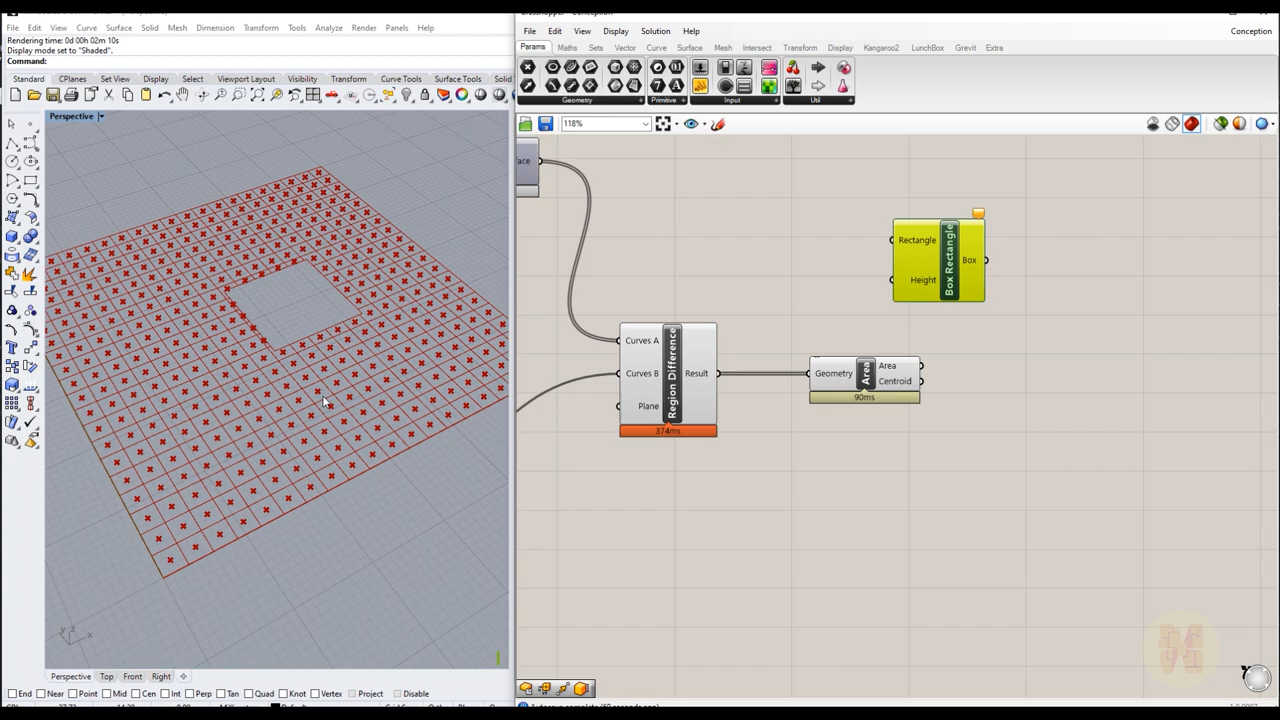 File Edit View Curve Surface Solid Mesh Dimension Transform Tools Analyze Render Panels Help
Rendering time: 0d 00h 02m 10s
Display mode set to "Shaded".
Command:
Standard CPlanes Set View Display Select Viewport Layout Visibility Transform Curve Tools Surface Tools Solid
Perspective
Perspective Top Front Right
End Near Point Mid Cen Int Perp Tan Quad Knot Vertex Project Disable
y z x
File Edit View Display Solution Help Conception
Params Maths Sets Vector Curve Surface Mesh Intersect Transform Display Kangaroo2 LunchBox Grevit Extra
Geometry Primitive Input Util
118%
face
Rectangle
Height
Box Rectangle
Box
Curves A
Curves B
Plane
Region Difference
Result
374ms
Geometry
Area
Area
Centroid
90ms